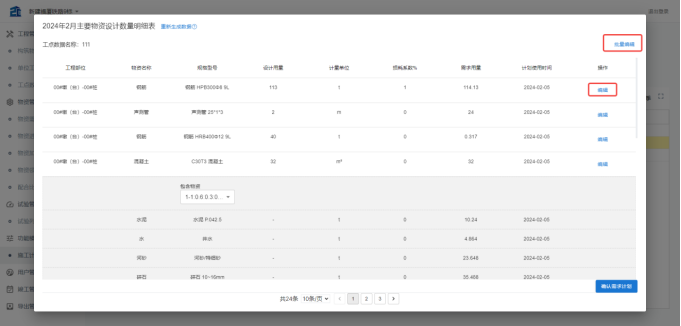 2024年2月主要物资设计数量明细表 重新生成数据
工点数据名称: 111 批量编辑
工程部位 物资名称 规格型号 设计用量 计量单位 损耗系数% 需求用量 计划使用时间 操作
00#墩(台)-00#桩 钢筋 钢筋 HPB300Φ8 9L 113 t 1 114.13 2024-02-05 编辑
00#墩(台)-00#桩 声测管 声测管 25*1*3 2 m 0 24 2024-02-05 编辑
00#墩(台)-00#桩 钢筋 钢筋 HRB400Φ12 9L 40 t 0 0.317 2024-02-05 编辑
00#墩(台)-00#桩 混凝土 C30T3 混凝土 32 m³ 0 32 2024-02-05 编辑
包含物资
1-1:0.6:0.3:0...
水泥 水泥 P.O42.5 - t 0 10.24 2024-02-05
水 井水 - t 0 4.864 2024-02-05
河砂 河砂/特细砂 - t 0 23.648 2024-02-05
碎石 碎石 10~16mm - t 0 35.488 2024-02-05
确认需求计划
共24条 10条/页 1 2 3